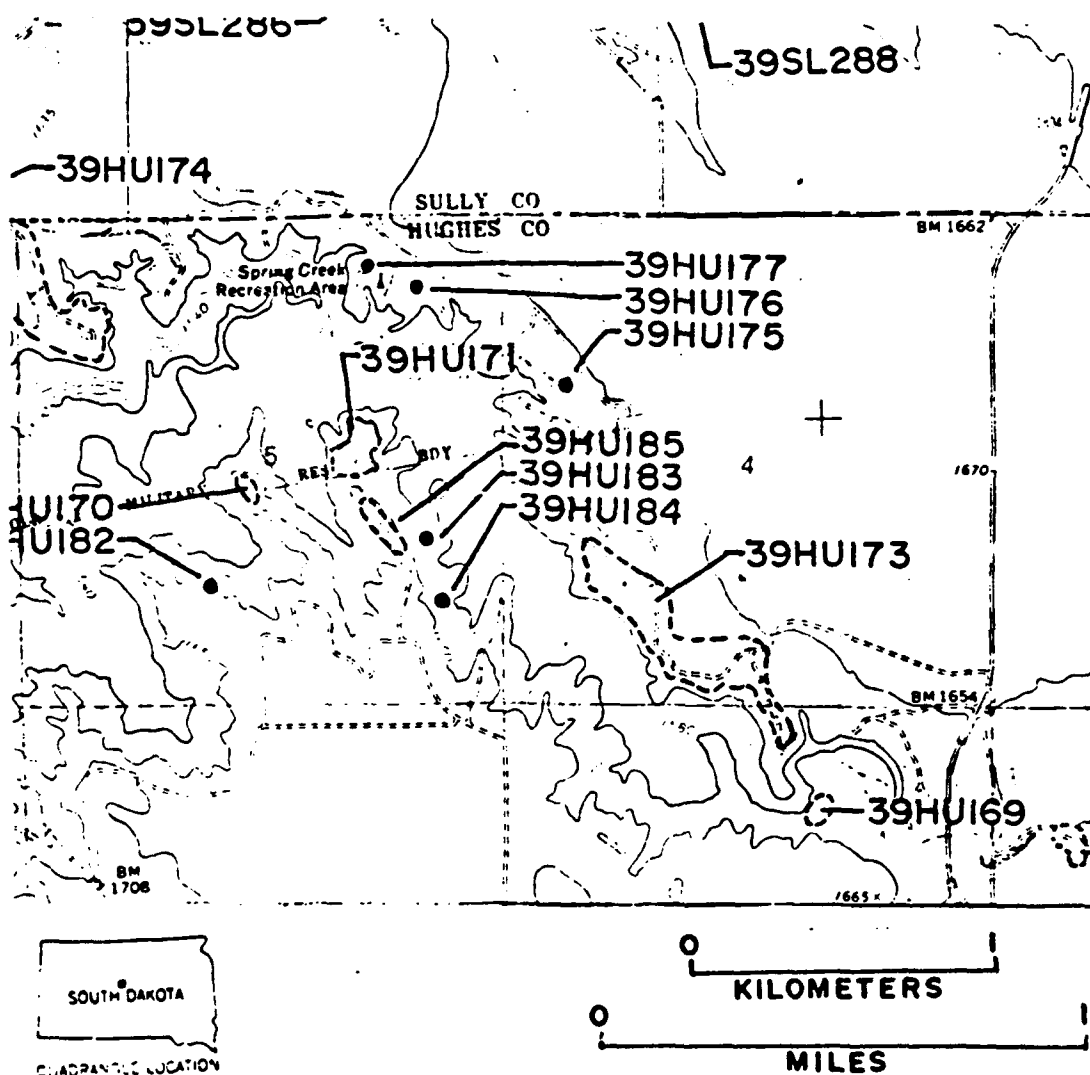 39SL286
39SL288
39HU174
SULLY CO
HUGHES CO
BM 1662
Spring Creek
Recreation Area
39HU177
39HU176
39HU175
39HU171
5
RES
BDY
39HU185
39HU183
39HU184
4
1670
HU170
MILITARY
HU182
39HU173
BM 1654
39HU169
BM
1708
1665 x
SOUTH DAKOTA
QUADRANGLE LOCATION
0 1
KILOMETERS
0 1
MILES